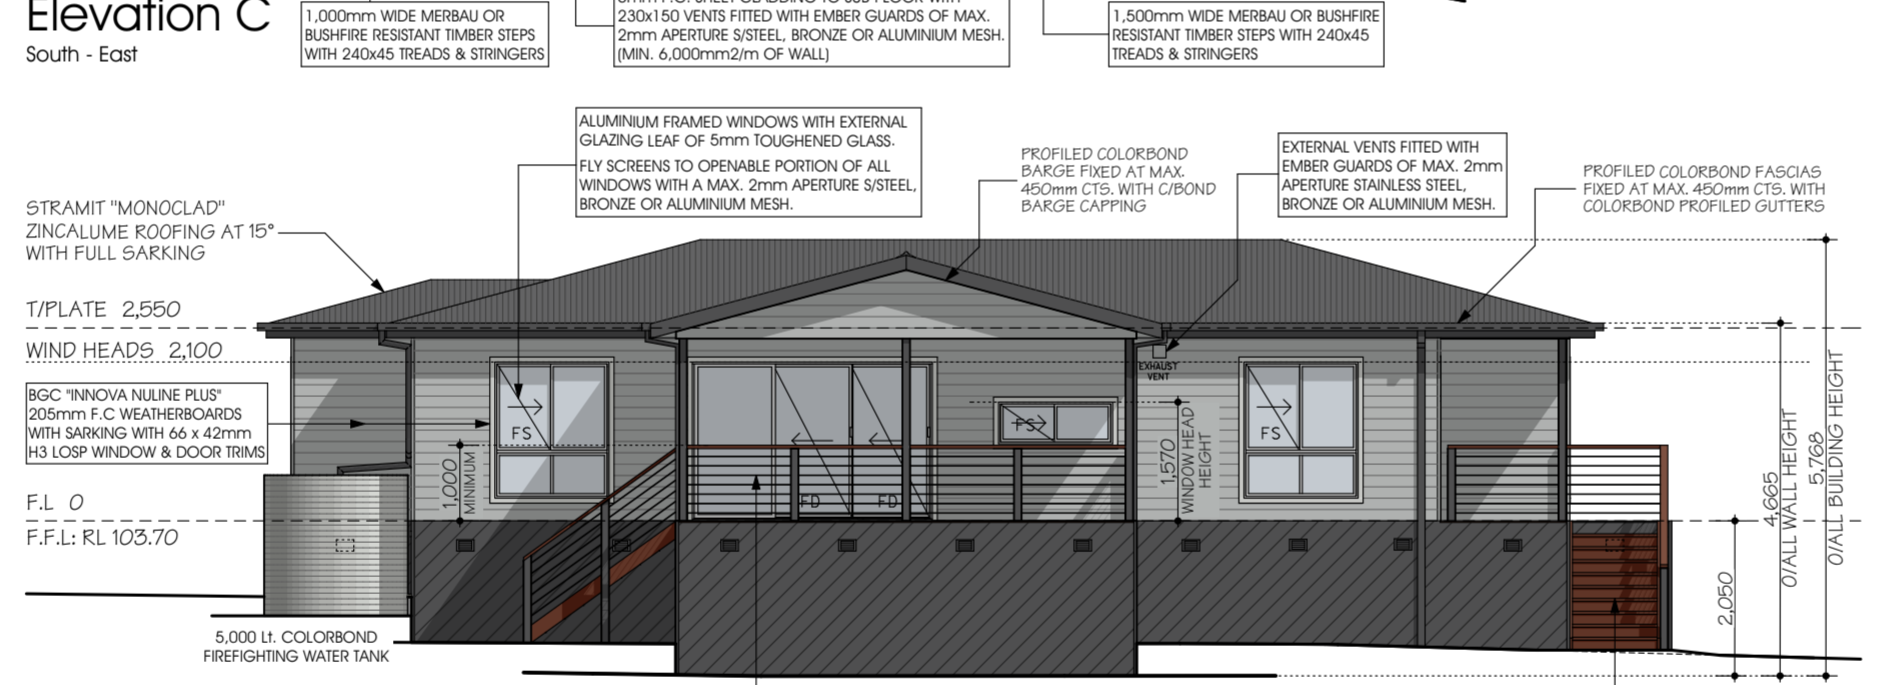 Elevation C
South - East
1,000mm WIDE MERBAU OR
BUSHFIRE RESISTANT TIMBER STEPS
WITH 240x45 TREADS & STRINGERS
230x150 VENTS FITTED WITH EMBER GUARDS OF MAX.
2mm APERTURE S/STEEL, BRONZE OR ALUMINIUM MESH.
(MIN. 6,000mm2/m OF WALL)
1,500mm WIDE MERBAU OR BUSHFIRE
RESISTANT TIMBER STEPS WITH 240x45
TREADS & STRINGERS
ALUMINIUM FRAMED WINDOWS WITH EXTERNAL
GLAZING LEAF OF 5mm TOUGHENED GLASS.
FLY SCREENS TO OPENABLE PORTION OF ALL
WINDOWS WITH A MAX. 2mm APERTURE S/STEEL,
BRONZE OR ALUMINIUM MESH.
PROFILED COLORBOND
BARGE FIXED AT MAX.
450mm CTS. WITH C/BOND
BARGE CAPPING
EXTERNAL VENTS FITTED WITH
EMBER GUARDS OF MAX. 2mm
APERTURE STAINLESS STEEL,
BRONZE OR ALUMINIUM MESH.
PROFILED COLORBOND FASCIAS
FIXED AT MAX. 450mm CTS. WITH
COLORBOND PROFILED GUTTERS
STRAMIT "MONOCLAD"
ZINCALUME ROOFING AT 15°
WITH FULL SARKING
T/PLATE 2,550
WIND HEADS 2,100
BGC "INNOVA NULINE PLUS"
205mm F.C WEATHERBOARDS
WITH SARKING WITH 66 x 42mm
H3 LOSP WINDOW & DOOR TRIMS
F.L 0
F.F.L: RL 103.70
1,000
MINIMUM
FS
FD
FD
FS
EXHAUST
VENT
1,570
WINDOW HEAD
HEIGHT
FS
2,050
4,665
O/ALL WALL HEIGHT
5,768
O/ALL BUILDING HEIGHT
5,000 Lt. COLORBOND
FIREFIGHTING WATER TANK